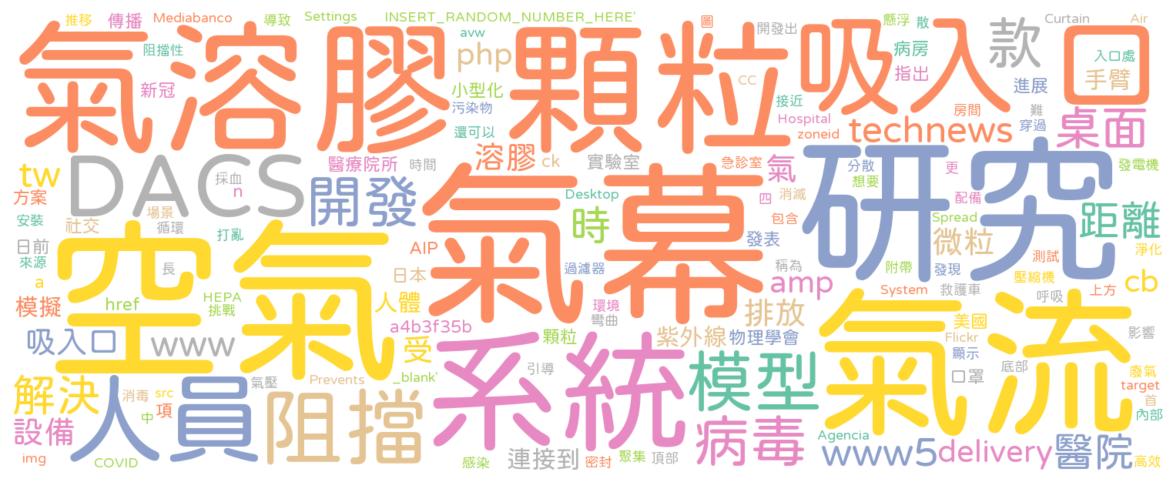 推移 傳播 Mediabanco 導致 Settings INSERT_RANDOM_NUMBER_HERE' 圖 開發出 懸浮 散 Curtain Air
氣溶膠顆粒 吸入口
阻擋性 avw php 病房 款 入口處
新冠 小型化 cc 指出 進展 手臂
污染物 接近 房間 難
還可以 Hospital technews 穿過 桌面
zoneid
tw DACS 醫療院所 時間 溶膠 ck 實驗室 急診室 氣 研究 分散 更 發電機
方案 採血 n 開發 氣幕 Desktop 四 想要 配備
安裝 場景 社交 循環 時 包含 消滅 Spread 距離
日前 打亂 AIP 發表 微粒 淨化
來源 空氣 長 日本 過濾器 稱為 附帶 發現 測試
a href HEPA 人體 amp System 救護車 壓縮機 上方 cb
模擬 挑戰 a4b3f35b 環境 排放 氣流 呼吸
吸入口 www 受 顆粒 彎曲 紫外線 物理學會 美國 Flickr 影響
顯示
解決 人員 氣壓 Prevents _blank' 系統 引導 模型 口罩 底部 廢氣
消毒 src 阻擋 target
設備 中 項 病毒 首 內部
img COVID 感染 連接到 密封 聚集 頂部 Agencia www5 delivery 醫院 高效